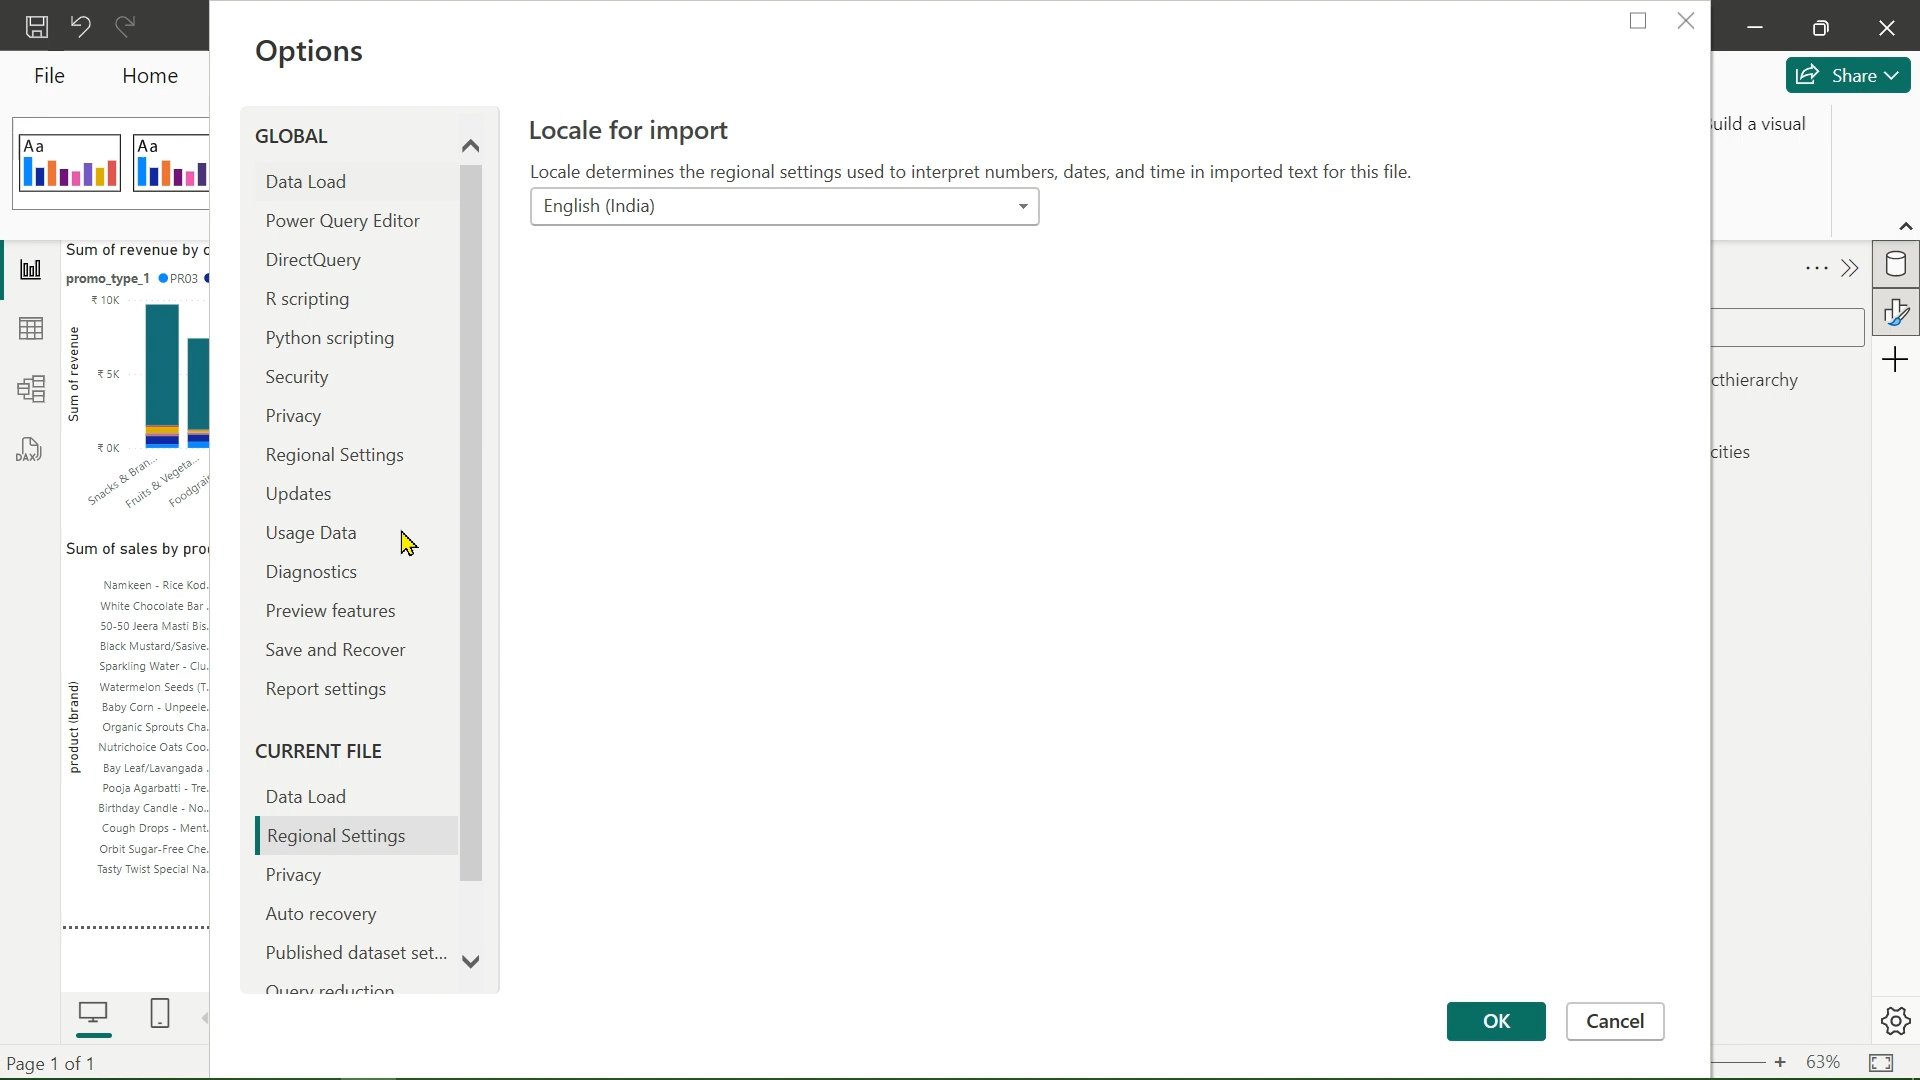 Options
File
Home
Share
Aa
Aa
uild a visual
GLOBAL
Data Load
Power Query Editor
DirectQuery
R scripting
Python scripting
Security
Privacy
Regional Settings
Updates
Usage Data
Diagnostics
Preview features
Save and Recover
Report settings
CURRENT FILE
Data Load
Regional Settings
Privacy
Auto recovery
Published dataset set...
Query reduction
Locale for import
Locale determines the regional settings used to interpret numbers, dates, and time in imported text for this file.
English (India)
OK
Cancel
Sum of revenue by c
promo_type_1 PR03
₹ 10K
₹ 5K
₹ 0K
Sum of revenue
Snacks & Bran...
Fruits & Vegeta...
Foodgrai
Sum of sales by pro
Namkeen - Rice Kod.
White Chocolate Bar .
50-50 Jeera Masti Bis.
Black Mustard/Sasive.
Sparkling Water - Clu.
Watermelon Seeds (T.
Baby Corn - Unpeele.
Organic Sprouts Cha.
Nutrichoice Oats Coo.
Bay Leaf/Lavangada .
Pooja Agarbatti - Tre.
Birthday Candle - No..
Cough Drops - Ment.
Orbit Sugar-Free Che.
Tasty Twist Special Na.
product (brand)
DAX
cthierarchy
cities
Page 1 of 1
63%